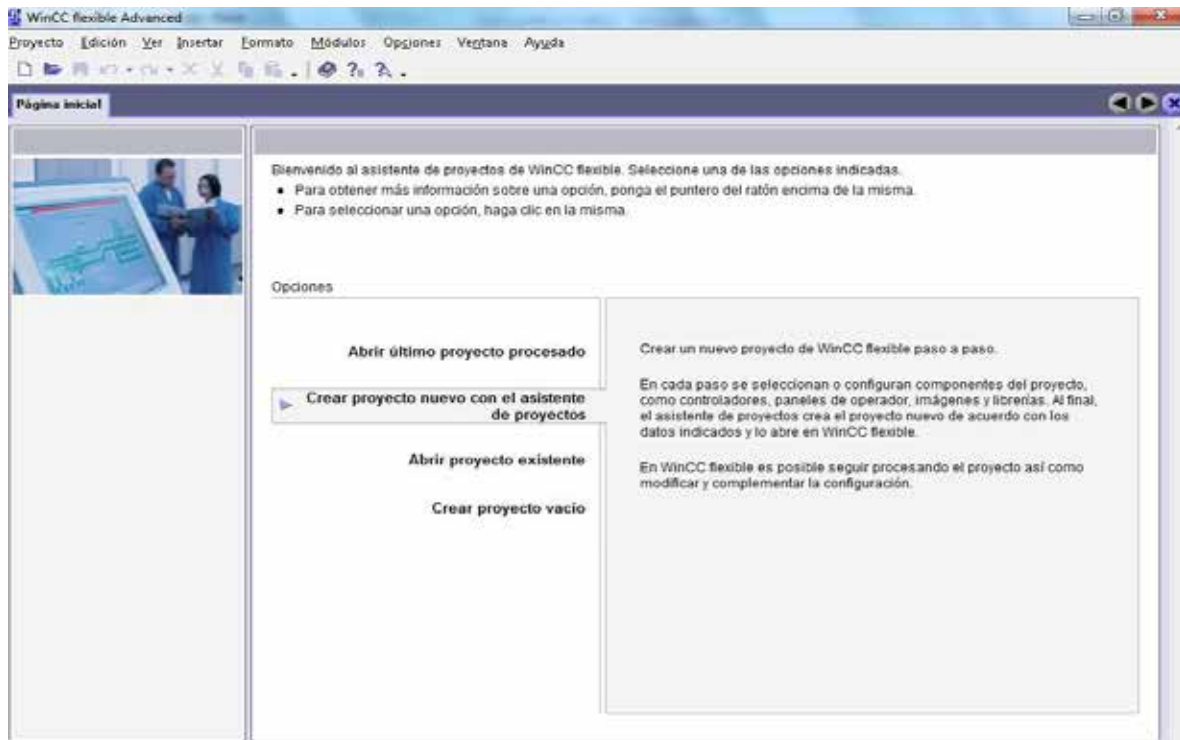 WinCC flexible Advanced
Proyecto Edición Ver Insertar Formato Módulos Opciones Ventana Ayuda
Página inicial
Bienvenido al asistente de proyectos de WinCC flexible. Seleccione una de las opciones indicadas.
• Para obtener más información sobre una opción, ponga el puntero del ratón encima de la misma.
• Para seleccionar una opción, haga clic en la misma.
Opciones
Abrir último proyecto procesado
Crear proyecto nuevo con el asistente
de proyectos
Abrir proyecto existente
Crear proyecto vacío
Crear un nuevo proyecto de WinCC flexible paso a paso.
En cada paso se seleccionan o configuran componentes del proyecto,
como controladores, paneles de operador, imágenes y librerías. Al final,
el asistente de proyectos crea el proyecto nuevo de acuerdo con los
datos indicados y lo abre en WinCC flexible.
En WinCC flexible es posible seguir procesando el proyecto así como
modificar y complementar la configuración.